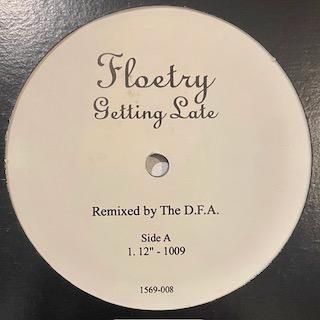 Floetry
Getting Late
Remixed by The D.F.A.
Side A
1. 12" - 1009
1569-008